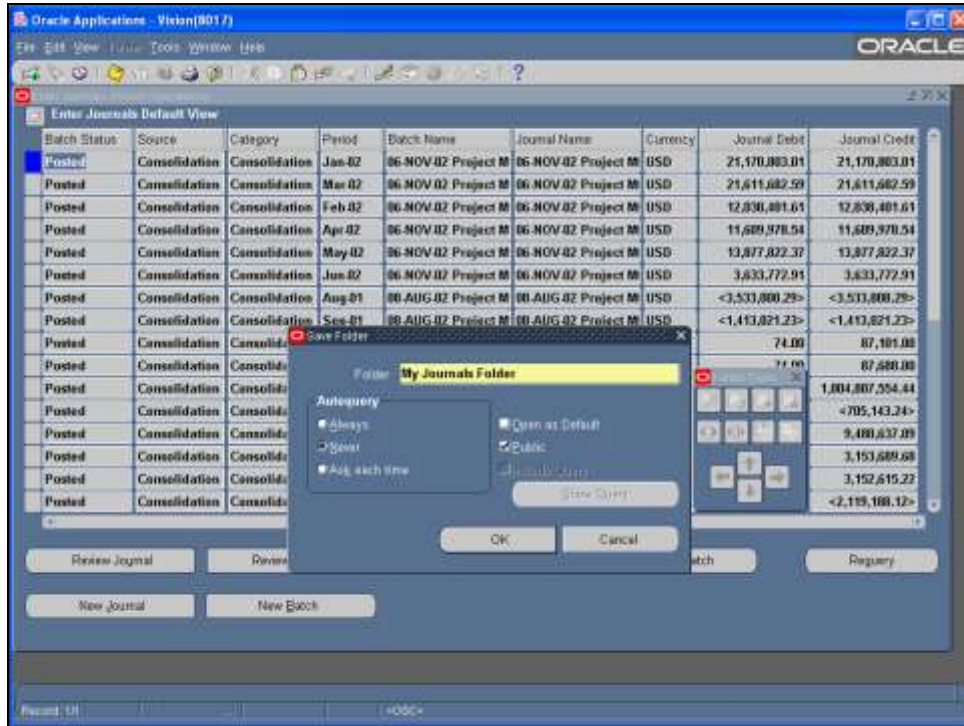 Oracle Applications - Vision(8017)
File Edit View Tools Window Help
ORACLE
Enter Journals Default View
Batch Status Source Category Period Batch Name Journal Name Currency Journal Debit Journal Credit
Posted Consolidation Consolidation Jan-02 06-NOV-02 Project M 06-NOV-02 Project M USD 21,170,803.01 21,170,803.01
Posted Consolidation Consolidation Mar-02 06-NOV-02 Project M 06-NOV-02 Project M USD 21,611,682.59 21,611,682.59
Posted Consolidation Consolidation Feb-02 06-NOV-02 Project M 06-NOV-02 Project M USD 12,838,401.61 12,838,401.61
Posted Consolidation Consolidation Apr-02 06-NOV-02 Project M 06-NOV-02 Project M USD 11,689,978.54 11,689,978.54
Posted Consolidation Consolidation May-02 06-NOV-02 Project M 06-NOV-02 Project M USD 13,877,822.37 13,877,822.37
Posted Consolidation Consolidation Jun-02 06-NOV-02 Project M 06-NOV-02 Project M USD 3,633,772.91 3,633,772.91
Posted Consolidation Consolidation Aug-01 08-AUG-02 Project M 08-AUG-02 Project M USD <3,533,808.29> <3,533,808.29>
Posted Consolidation Consolidation Sep-01 08-AUG-02 Project M 08-AUG-02 Project M USD <1,413,021.23> <1,413,021.23>
Posted Consolidation 74.00 87,101.00
Posted Consolidation 74.00 87,680.00
Posted Consolidation 1,004,807,554.44
Posted Consolidation <705,143.24>
Posted Consolidation 9,480,637.09
Posted Consolidation 3,153,689.68
Posted Consolidation 3,152,615.22
Posted Consolidation <2,119,188.12>
Save Folder
Folder My Journals Folder
Autoquery
Always
Never
Ask each time
Open as Default
Public
Include Query
Show Query
OK Cancel
Review Journal Review atch Requery
New Journal New Batch
Record: 1/1 <OSC>